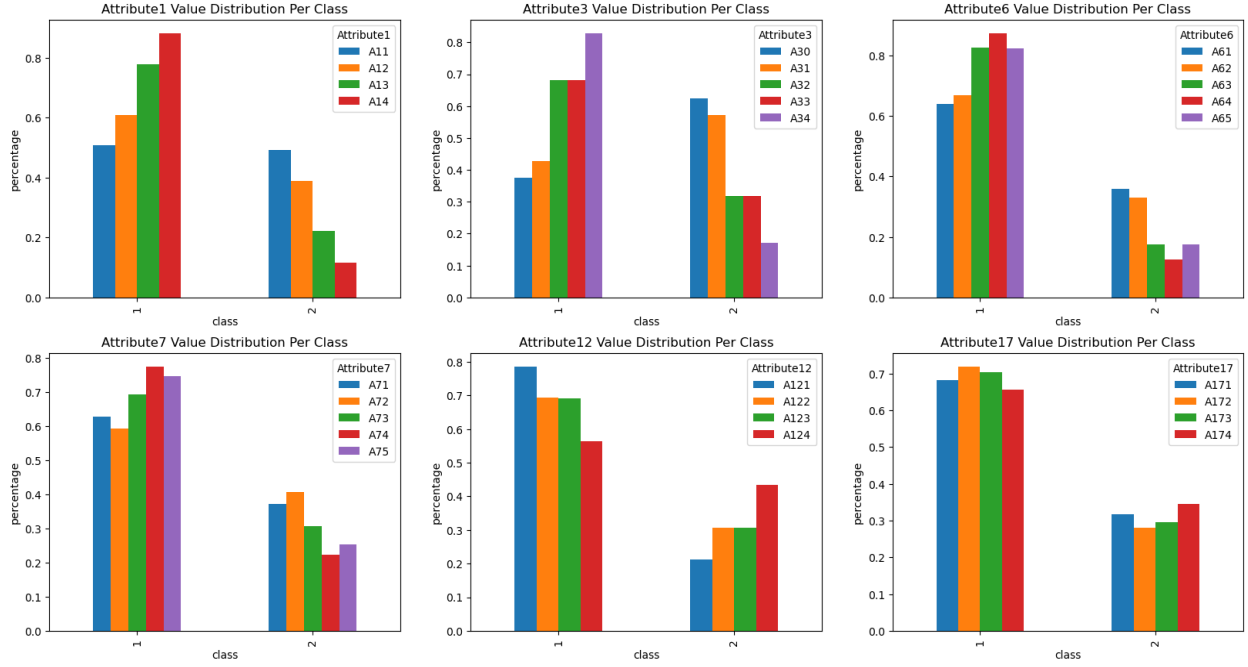 Attribute1 Value Distribution Per Class
percentage
0.8
0.6
0.4
0.2
0.0
1
2
class
Attribute1
A11
A12
A13
A14
Attribute3 Value Distribution Per Class
percentage
0.8
0.7
0.6
0.5
0.4
0.3
0.2
0.1
0.0
1
2
class
Attribute3
A30
A31
A32
A33
A34
Attribute6 Value Distribution Per Class
percentage
0.8
0.6
0.4
0.2
0.0
1
2
class
Attribute6
A61
A62
A63
A64
A65
Attribute7 Value Distribution Per Class
percentage
0.8
0.7
0.6
0.5
0.4
0.3
0.2
0.1
0.0
1
2
class
Attribute7
A71
A72
A73
A74
A75
Attribute12 Value Distribution Per Class
percentage
0.8
0.7
0.6
0.5
0.4
0.3
0.2
0.1
0.0
1
2
class
Attribute12
A121
A122
A123
A124
Attribute17 Value Distribution Per Class
percentage
0.7
0.6
0.5
0.4
0.3
0.2
0.1
0.0
1
2
class
Attribute17
A171
A172
A173
A174